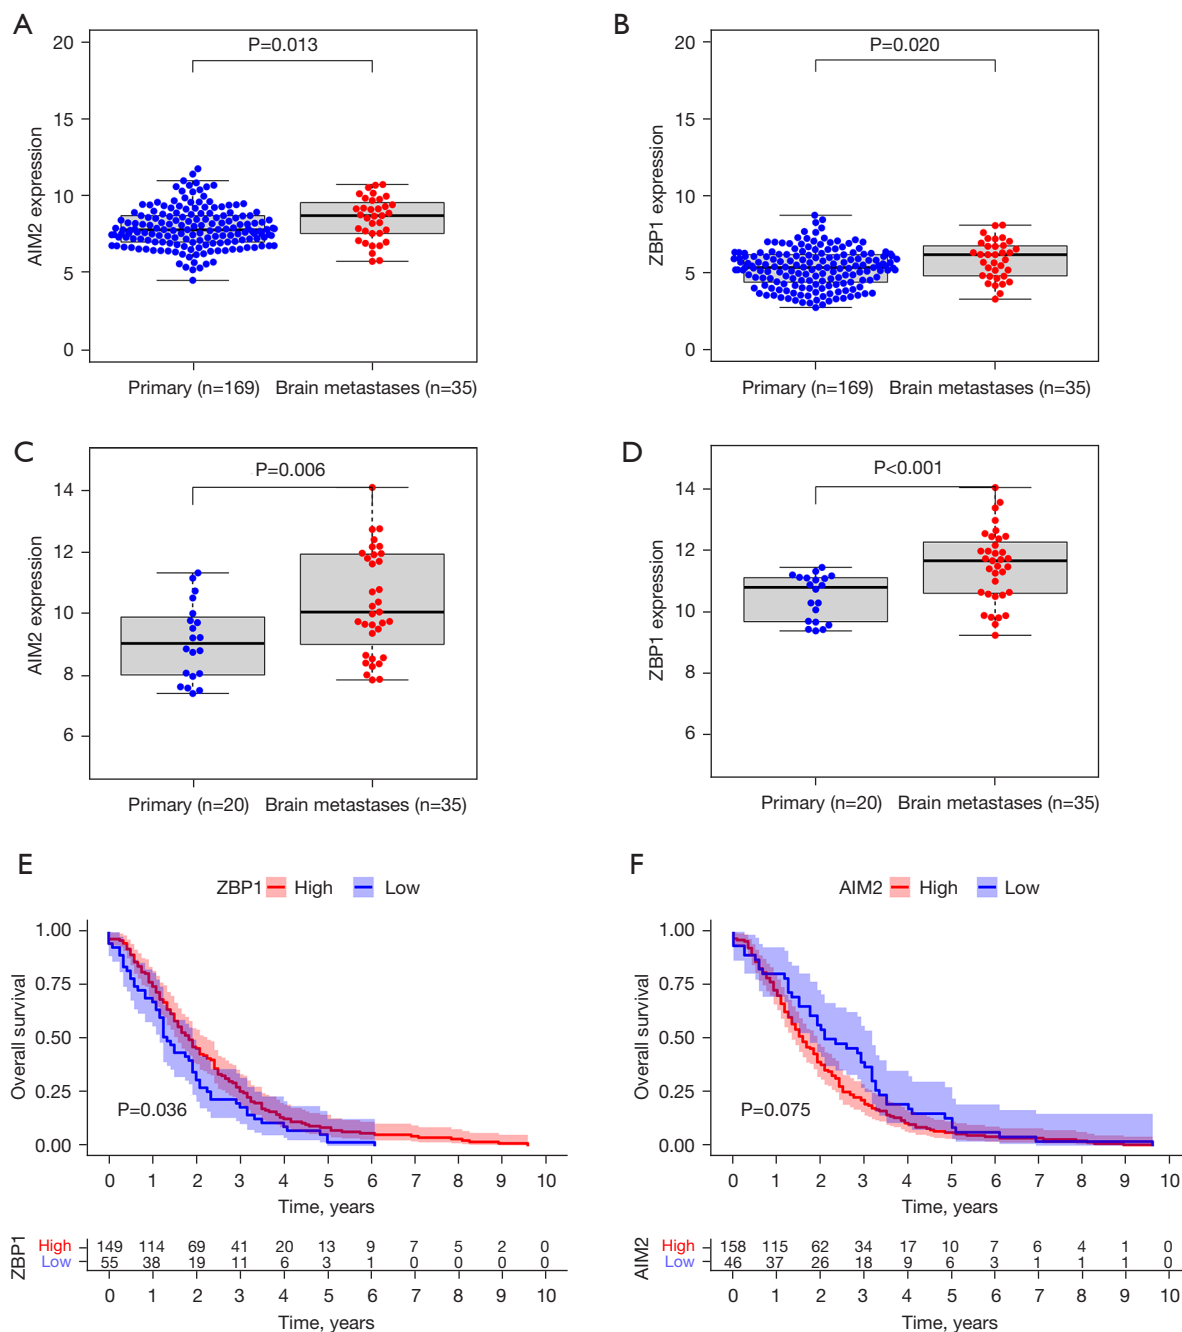 A
B
P=0.013
P=0.020
20
15
10
5
0
AIM2 expression
20
15
10
5
0
ZBP1 expression
Primary (n=169) Brain metastases (n=35)
Primary (n=169) Brain metastases (n=35)
C
D
P=0.006
P<0.001
14
12
10
8
6
AIM2 expression
14
12
10
8
6
ZBP1 expression
Primary (n=20) Brain metastases (n=35)
Primary (n=20) Brain metastases (n=35)
E
ZBP1 High Low
1.00
0.75
0.50
0.25
0.00
Overall survival
P=0.036
0 1 2 3 4 5 6 7 8 9 10
Time, years
ZBP1
High 149 114 69 41 20 13 9 7 5 2 0
Low 55 38 19 11 6 3 1 0 0 0 0
0 1 2 3 4 5 6 7 8 9 10
Time, years
F
AIM2 High Low
1.00
0.75
0.50
0.25
0.00
Overall survival
P=0.075
0 1 2 3 4 5 6 7 8 9 10
Time, years
AIM2
High 158 115 62 34 17 10 7 6 4 1 0
Low 46 37 26 18 9 6 3 1 1 1 0
0 1 2 3 4 5 6 7 8 9 10
Time, years